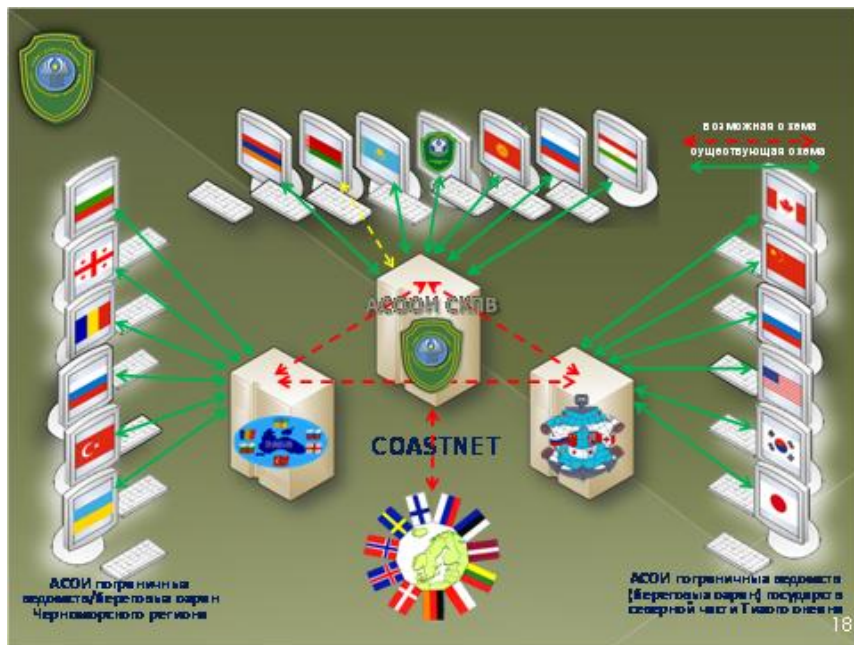 возможная схема
существующая схема
АСООИ СКПВ
COASTNET
АСОИ пограничных
ведомств/береговых охран
Черноморского региона
АСОИ пограничных ведомств
(береговых охран) государств
северной части Тихого океана
18